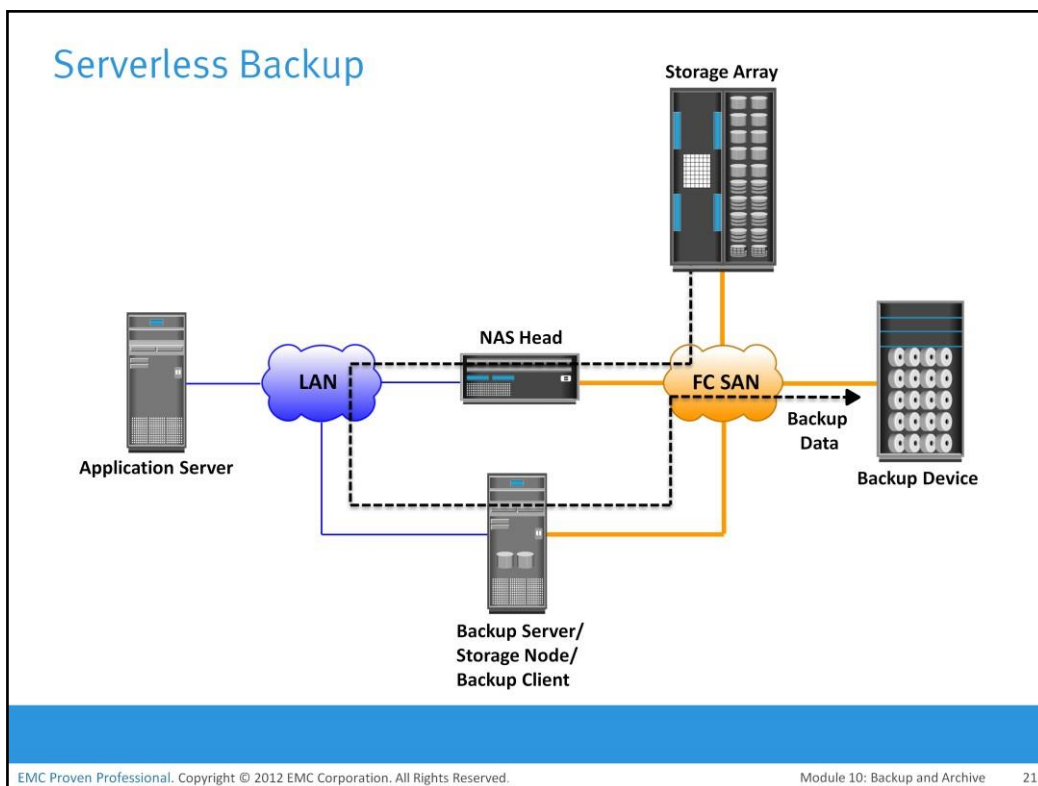 Serverless Backup
Storage Array
NAS Head
LAN
FC SAN
Application Server
Backup
Data
Backup Device
Backup Server/
Storage Node/
Backup Client
EMC Proven Professional. Copyright © 2012 EMC Corporation. All Rights Reserved.
Module 10: Backup and Archive 21